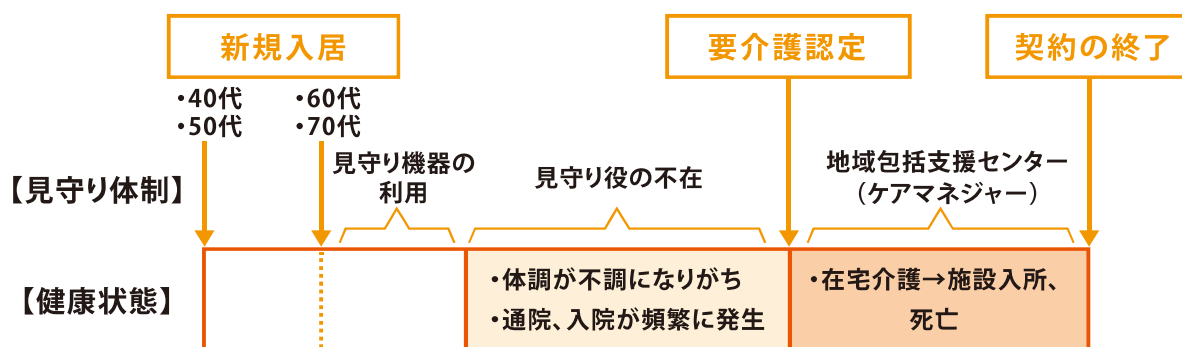 新規入居
要介護認定
契約の終了
・40代
・50代
・60代
・70代
【見守り体制】
見守り機器の
利用
見守り役の不在
地域包括支援センター
（ケアマネジャー）
【健康状態】
・体調が不調になりがち
・通院、入院が頻繁に発生
・在宅介護→施設入所、
死亡